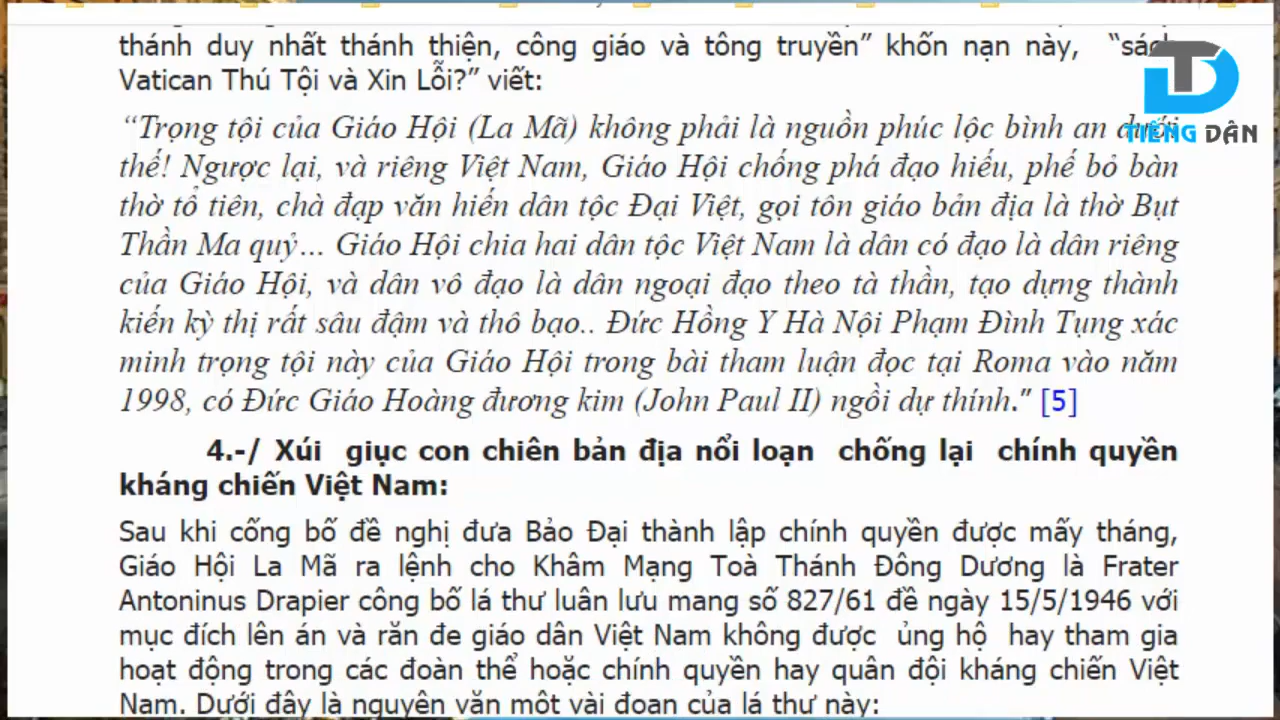 thánh duy nhất thánh thiện, công giáo và tông truyền” khốn nạn này, “sách
Vatican Thú Tội và Xin Lỗi?” viết:
“Trọng tội của Giáo Hội (La Mã) không phải là nguồn phúc lộc bình an dưới
thế! Ngược lại, và riêng Việt Nam, Giáo Hội chống phá đạo hiếu, phế bỏ bàn
thờ tổ tiên, chà đạp văn hiến dân tộc Đại Việt, gọi tôn giáo bản địa là thờ Bụt
Thần Ma quỷ... Giáo Hội chia hai dân tộc Việt Nam là dân có đạo là dân riêng
của Giáo Hội, và dân vô đạo là dân ngoại đạo theo tà thần, tạo dựng thành
kiến kỳ thị rất sâu đậm và thô bạo.. Đức Hồng Y Hà Nội Phạm Đình Tụng xác
minh trọng tội này của Giáo Hội trong bài tham luận đọc tại Roma vào năm
1998, có Đức Giáo Hoàng đương kim (John Paul II) ngồi dự thính." [5]
4.-/ Xúi giục con chiên bản địa nổi loạn chống lại chính quyền
kháng chiến Việt Nam:
Sau khi cống bố đề nghị đưa Bảo Đại thành lập chính quyền được mấy tháng,
Giáo Hội La Mã ra lệnh cho Khâm Mạng Toà Thánh Đông Dương là Frater
Antoninus Drapier công bố lá thư luân lưu mang số 827/61 đề ngày 15/5/1946 với
mục đích lên án và răn đe giáo dân Việt Nam không được ủng hộ hay tham gia
hoạt động trong các đoàn thể hoặc chính quyền hay quân đội kháng chiến Việt
Nam. Dưới đây là nguyên văn một vài đoạn của lá thư này:
TIẾNG DÂN